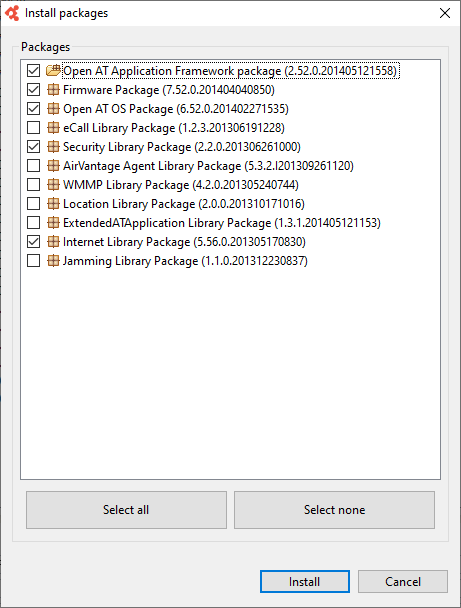 Install packages
Packages
Open AT Application Framework package (2.52.0.201405121558)
Firmware Package (7.52.0.201404040850)
Open AT OS Package (6.52.0.201402271535)
eCall Library Package (1.2.3.201306191228)
Security Library Package (2.2.0.201306261000)
AirVantage Agent Library Package (5.3.2.I201309261120)
WMMP Library Package (4.2.0.201305240744)
Location Library Package (2.0.0.201310171016)
ExtendedATApplication Library Package (1.3.1.201405121153)
Internet Library Package (5.56.0.201305170830)
Jamming Library Package (1.1.0.201312230837)
Select all
Select none
Install
Cancel